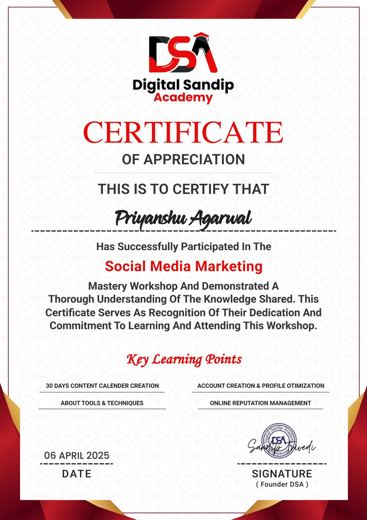 DSA
Digital Sandip
Academy
CERTIFICATE
OF APPRECIATION
THIS IS TO CERTIFY THAT
Priyanshu Agarwal
Has Successfully Participated In The
Social Media Marketing
Mastery Workshop And Demonstrated A
Thorough Understanding Of The Knowledge Shared. This
Certificate Serves As Recognition Of Their Dedication And
Commitment To Learning And Attending This Workshop.
Key Learning Points
30 DAYS CONTENT CALENDER CREATION
ACCOUNT CREATION & PROFILE OTIMIZATION
ABOUT TOOLS & TECHNIQUES
ONLINE REPUTATION MANAGEMENT
06 APRIL 2025
DATE
DSA
SIGNATURE
( Founder DSA )